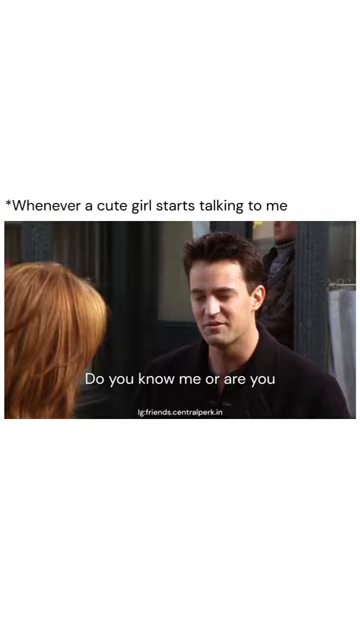 *Whenever a cute girl starts talking to me
Do you know me or are you
Ig:friends.centralperk.in